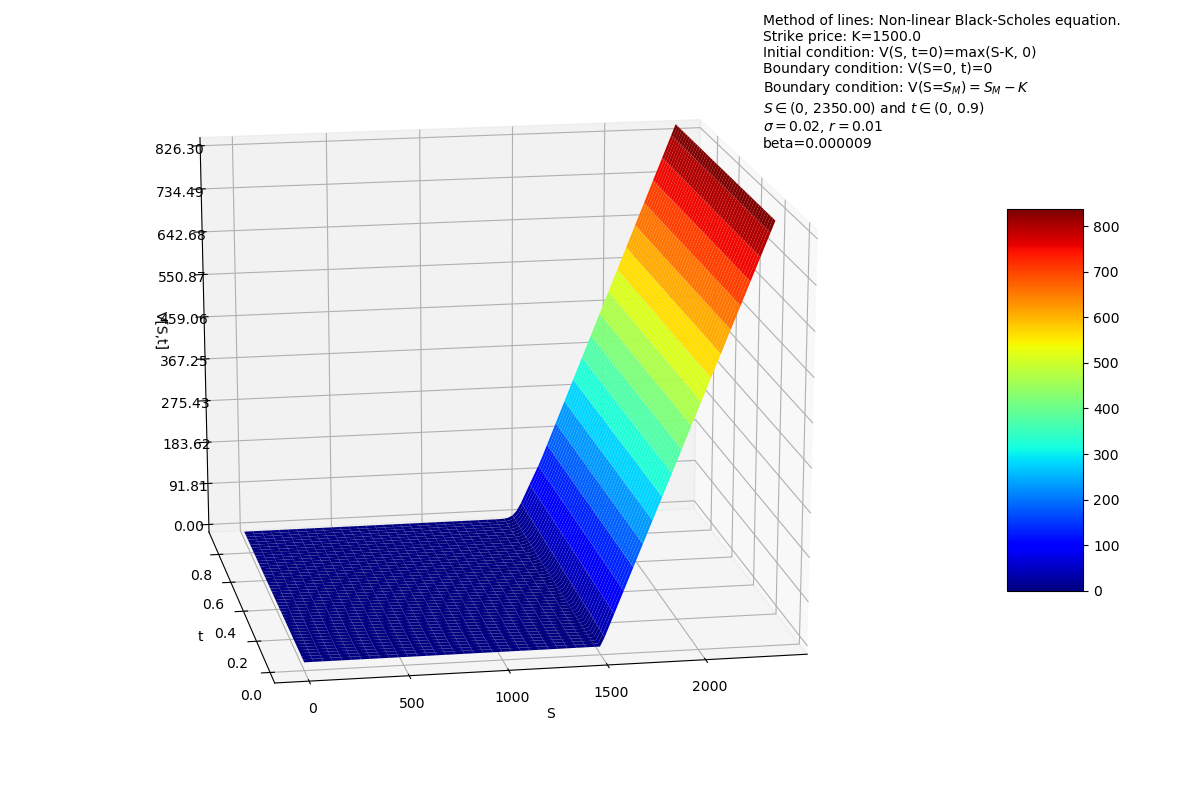 Method of lines: Non-linear Black-Scholes equation.
Strike price: K=1500.0
Initial condition: V(S, t=0)=max(S-K, 0)
Boundary condition: V(S=0, t)=0
Boundary condition: V(S=$S_M$) = $S_M - K$
S ∈ (0, 2350.00) and t ∈ (0, 0.9)
σ = 0.02, r = 0.01
beta=0.000009
826.30
734.49
642.68
550.87
459.06
367.25
275.43
183.62
91.81
0.00
V[S,t]
0.8
0.6
0.4
0.2
0.0
t
0
500
1000
1500
2000
S
800
700
600
500
400
300
200
100
0